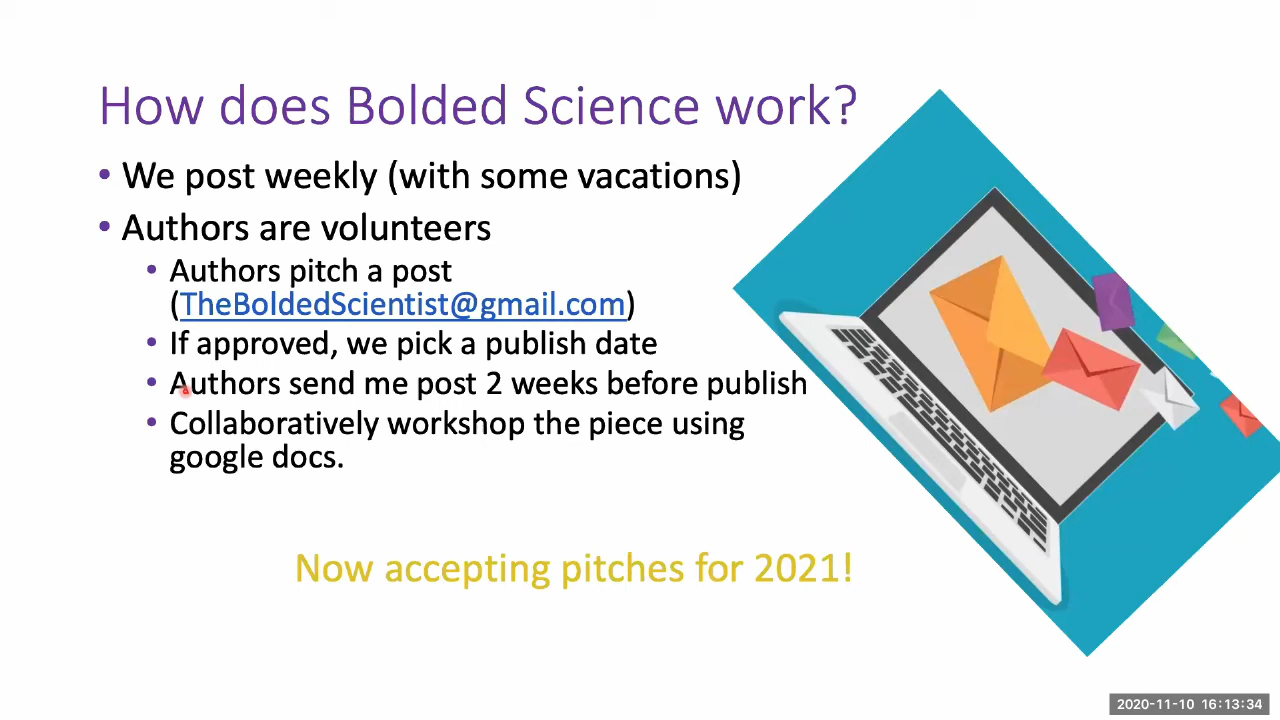 How does Bolded Science work?
• We post weekly (with some vacations)
• Authors are volunteers
• Authors pitch a post
(TheBoldedScientist@gmail.com)
• If approved, we pick a publish date
• Authors send me post 2 weeks before publish
• Collaboratively workshop the piece using
google docs.
Now accepting pitches for 2021!
2020-11-10 16:13:34